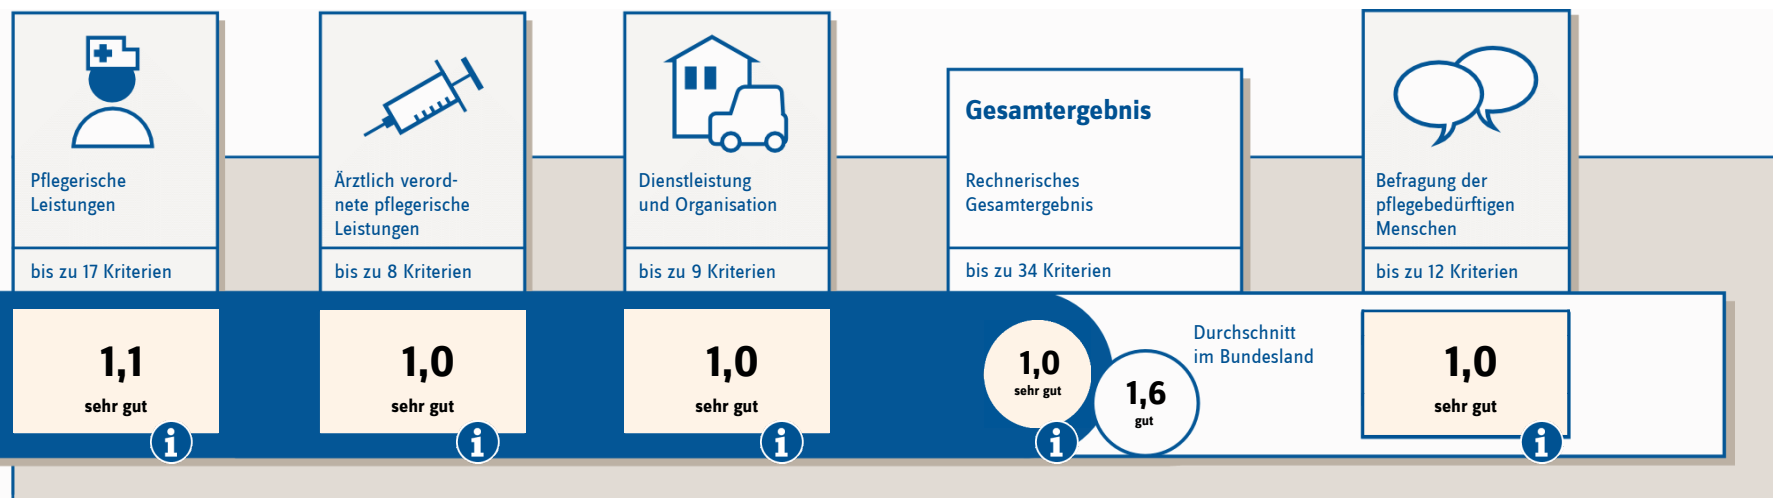 Pflegerische
Leistungen
bis zu 17 Kriterien
1,1
sehr gut
i
Ärztlich verord-
nete pflegerische
Leistungen
bis zu 8 Kriterien
1,0
sehr gut
i
Dienstleistung
und Organisation
bis zu 9 Kriterien
1,0
sehr gut
i
Gesamtergebnis
Rechnerisches
Gesamtergebnis
bis zu 34 Kriterien
1,0
sehr gut
i
1,6
gut
Durchschnitt
im Bundesland
Befragung der
pflegebedürftigen
Menschen
bis zu 12 Kriterien
1,0
sehr gut
i